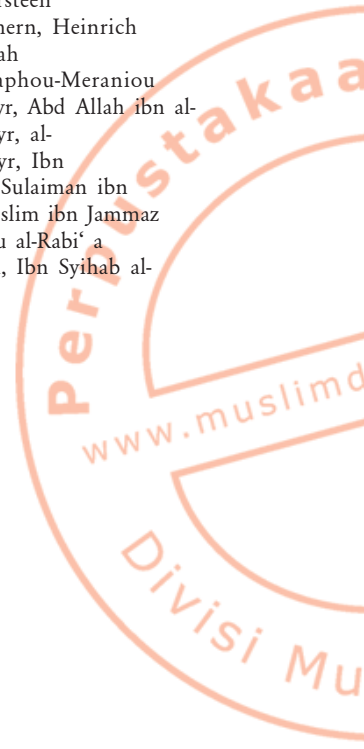 rsteen
hern, Heinrich
ah
aphou-Meraniou
yr, Abd Allah ibn al-
yr, al-
yr, Ibn
Sulaiman ibn
slim ibn Jammaz
u al-Rabi‘ a
, Ibn Syihab al-
Perpustakaa
www.muslimd
Divisi Mu